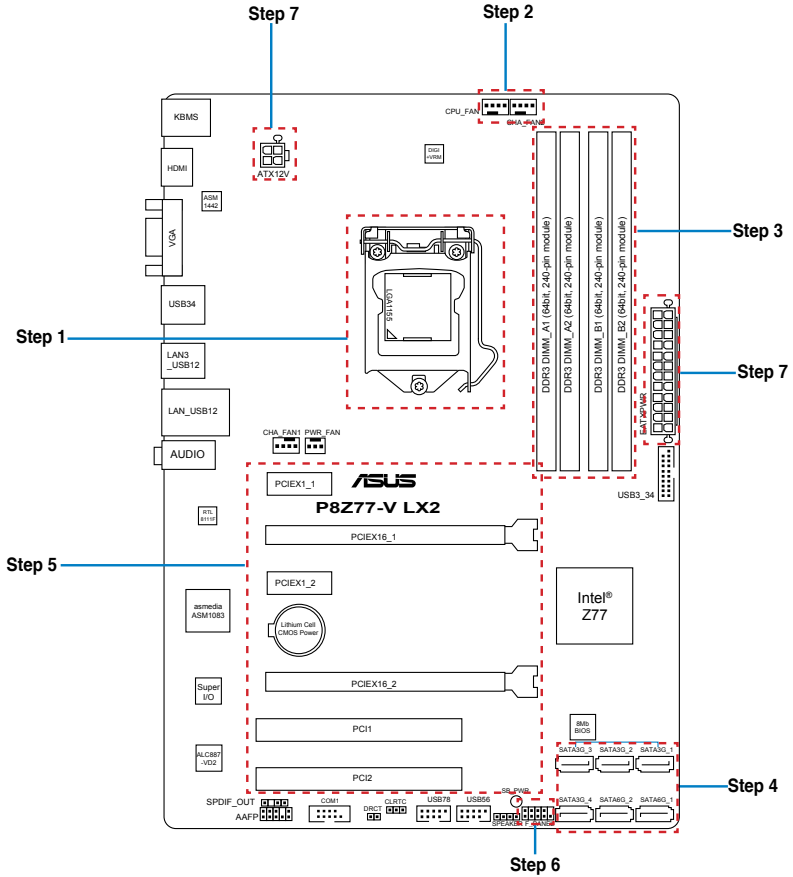 Step 7
Step 2
KBMS
CPU_FAN
CHA_FAN2
HDMI
ATX12V
DIGI
+VRM
ASM
1442
VGA
Step 3
DDR3 DIMM_A1 (64bit, 240-pin module)
DDR3 DIMM_A2 (64bit, 240-pin module)
DDR3 DIMM_B1 (64bit, 240-pin module)
DDR3 DIMM_B2 (64bit, 240-pin module)
LGA1155
USB34
Step 1
LAN3
_USB12
Step 7
EATXPWR
LAN_USB12
CHA_FAN1
PWR_FAN
AUDIO
PCIEX1_1
ASUS
P8Z77-V LX2
USB3_34
RTL
8111F
PCIEX16_1
Step 5
PCIEX1_2
Intel®
Z77
asmedia
ASM1083
Lithium Cell
CMOS Power
Super
I/O
PCIEX16_2
8Mb
BIOS
PCI1
ALC887
-VD2
SATA3G_3
SATA3G_2
SATA3G_1
Step 4
PCI2
SB_PWR
SPDIF_OUT
AAFP
COM1
DRCT
CLRTC
USB78
USB56
SPEAKER
SATA3G_4
SATA6G_2
SATA6G_1
Step 6